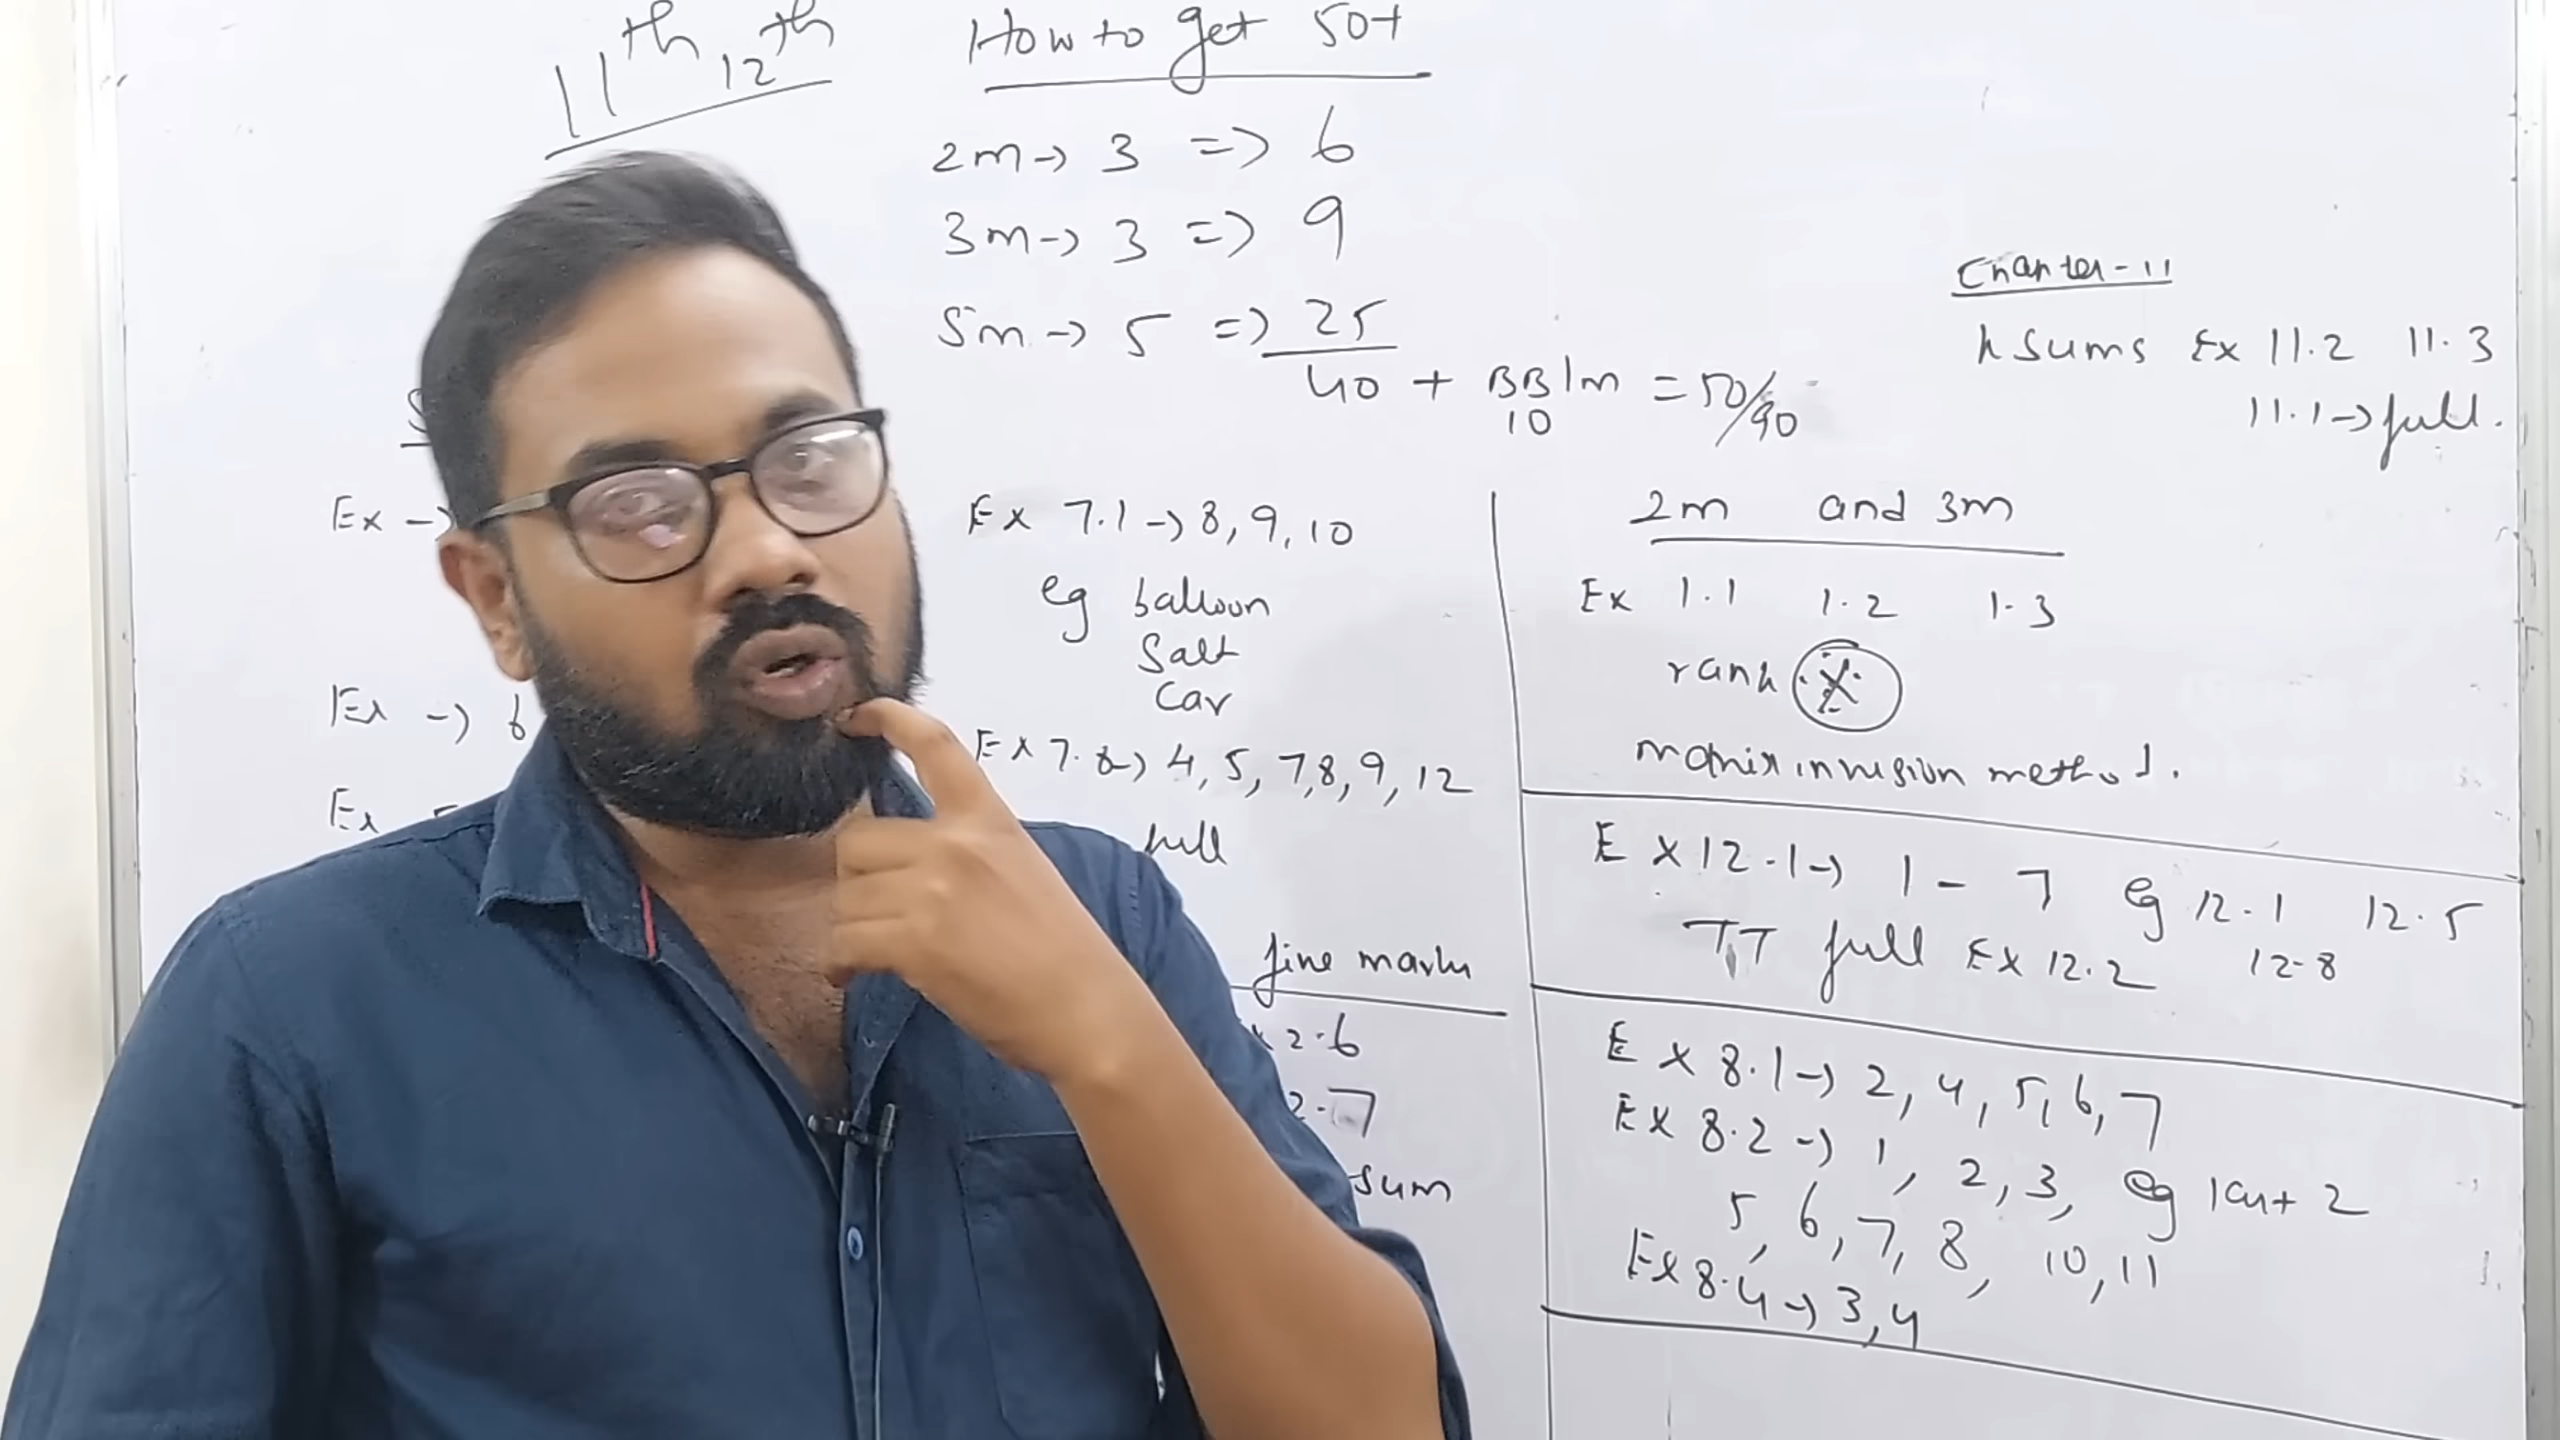 11th 12th
How to get 50+
2m -> 3 => 6
3m -> 3 => 9
5m -> 5 => 25
40 + BB 1m = 50/90
10
Chapter-11
sums Ex 11.2 11.3
11.1 -> full.
Ex ->
Ex -> 6
Ex
Ex 7.1 -> 8, 9, 10
eg balloon
Salt
Car
Ex 7.8 -> 4, 5, 7, 8, 9, 12
full
five marks
2.6
2.7
sum
2m and 3m
Ex 1.1 1.2 1.3
rank X
matrix inversion method.
Ex 12.1 -> 1 - 7 eg 12.1 12.5
TT full Ex 12.2 12.8
Ex 8.1 -> 2, 4, 5, 6, 7
Ex 8.2 -> 1, 2, 3, eg last 2
5, 6, 7, 8, 10, 11
Ex 8.4 -> 3, 4